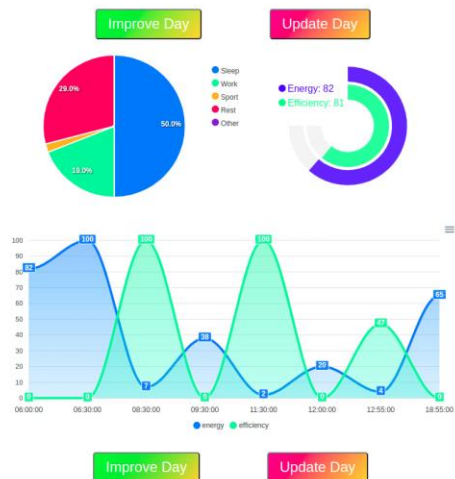 Improve Day
Update Day
29.0%
50.0%
19.0%
Sleep
Work
Sport
Rest
Other
Energy: 82
Efficiency: 81
100
90
80
70
60
50
40
30
20
10
0
82
100
100
100
7
38
2
20
4
47
65
0
0
0
0
0
06:00:00
06:30:00
08:30:00
09:30:00
11:30:00
12:00:00
12:55:00
18:55:00
energy
efficiency
Improve Day
Update Day